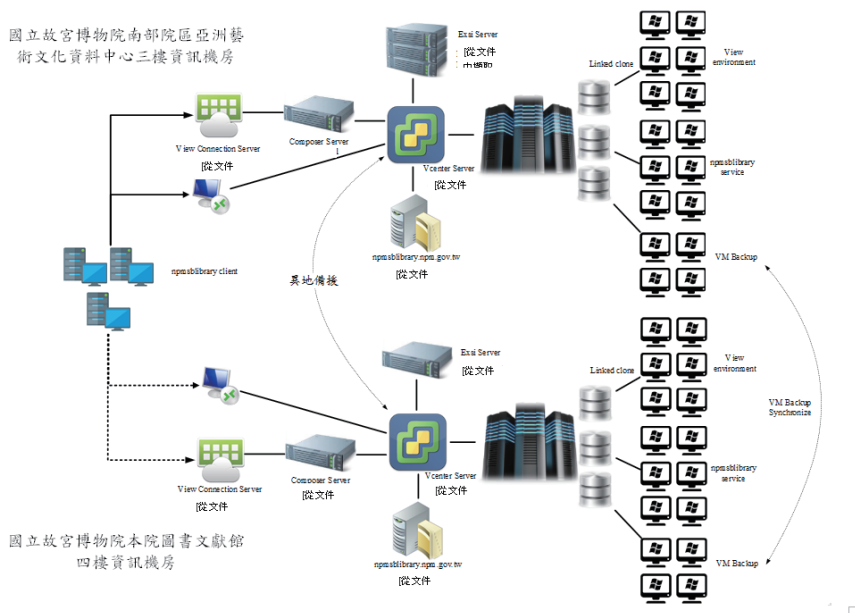 國立故宮博物院南部院區亞洲藝
術文化資料中心三樓資訊機房
Exsi Server
[從文件
Linked clone
View
environment
View Connection Server
[從文件
Composer Server
Vcenter Server
[從文件
npmsblibrary
service
npmsblibrary.npm.gov.tw
[從文件
npmsblibrary client
VM Backup
異地備援
Exsi Server
[從文件
Linked clone
View
environment
VM Backup
Synchronize
View Connection Server
[從文件
Composer Server
[從文件
Vcenter Server
[從文件
npmsblibrary
service
國立故宮博物院本院圖書文獻館
四樓資訊機房
npmsblibrary.npm.gov.tw
[從文件
VM Backup